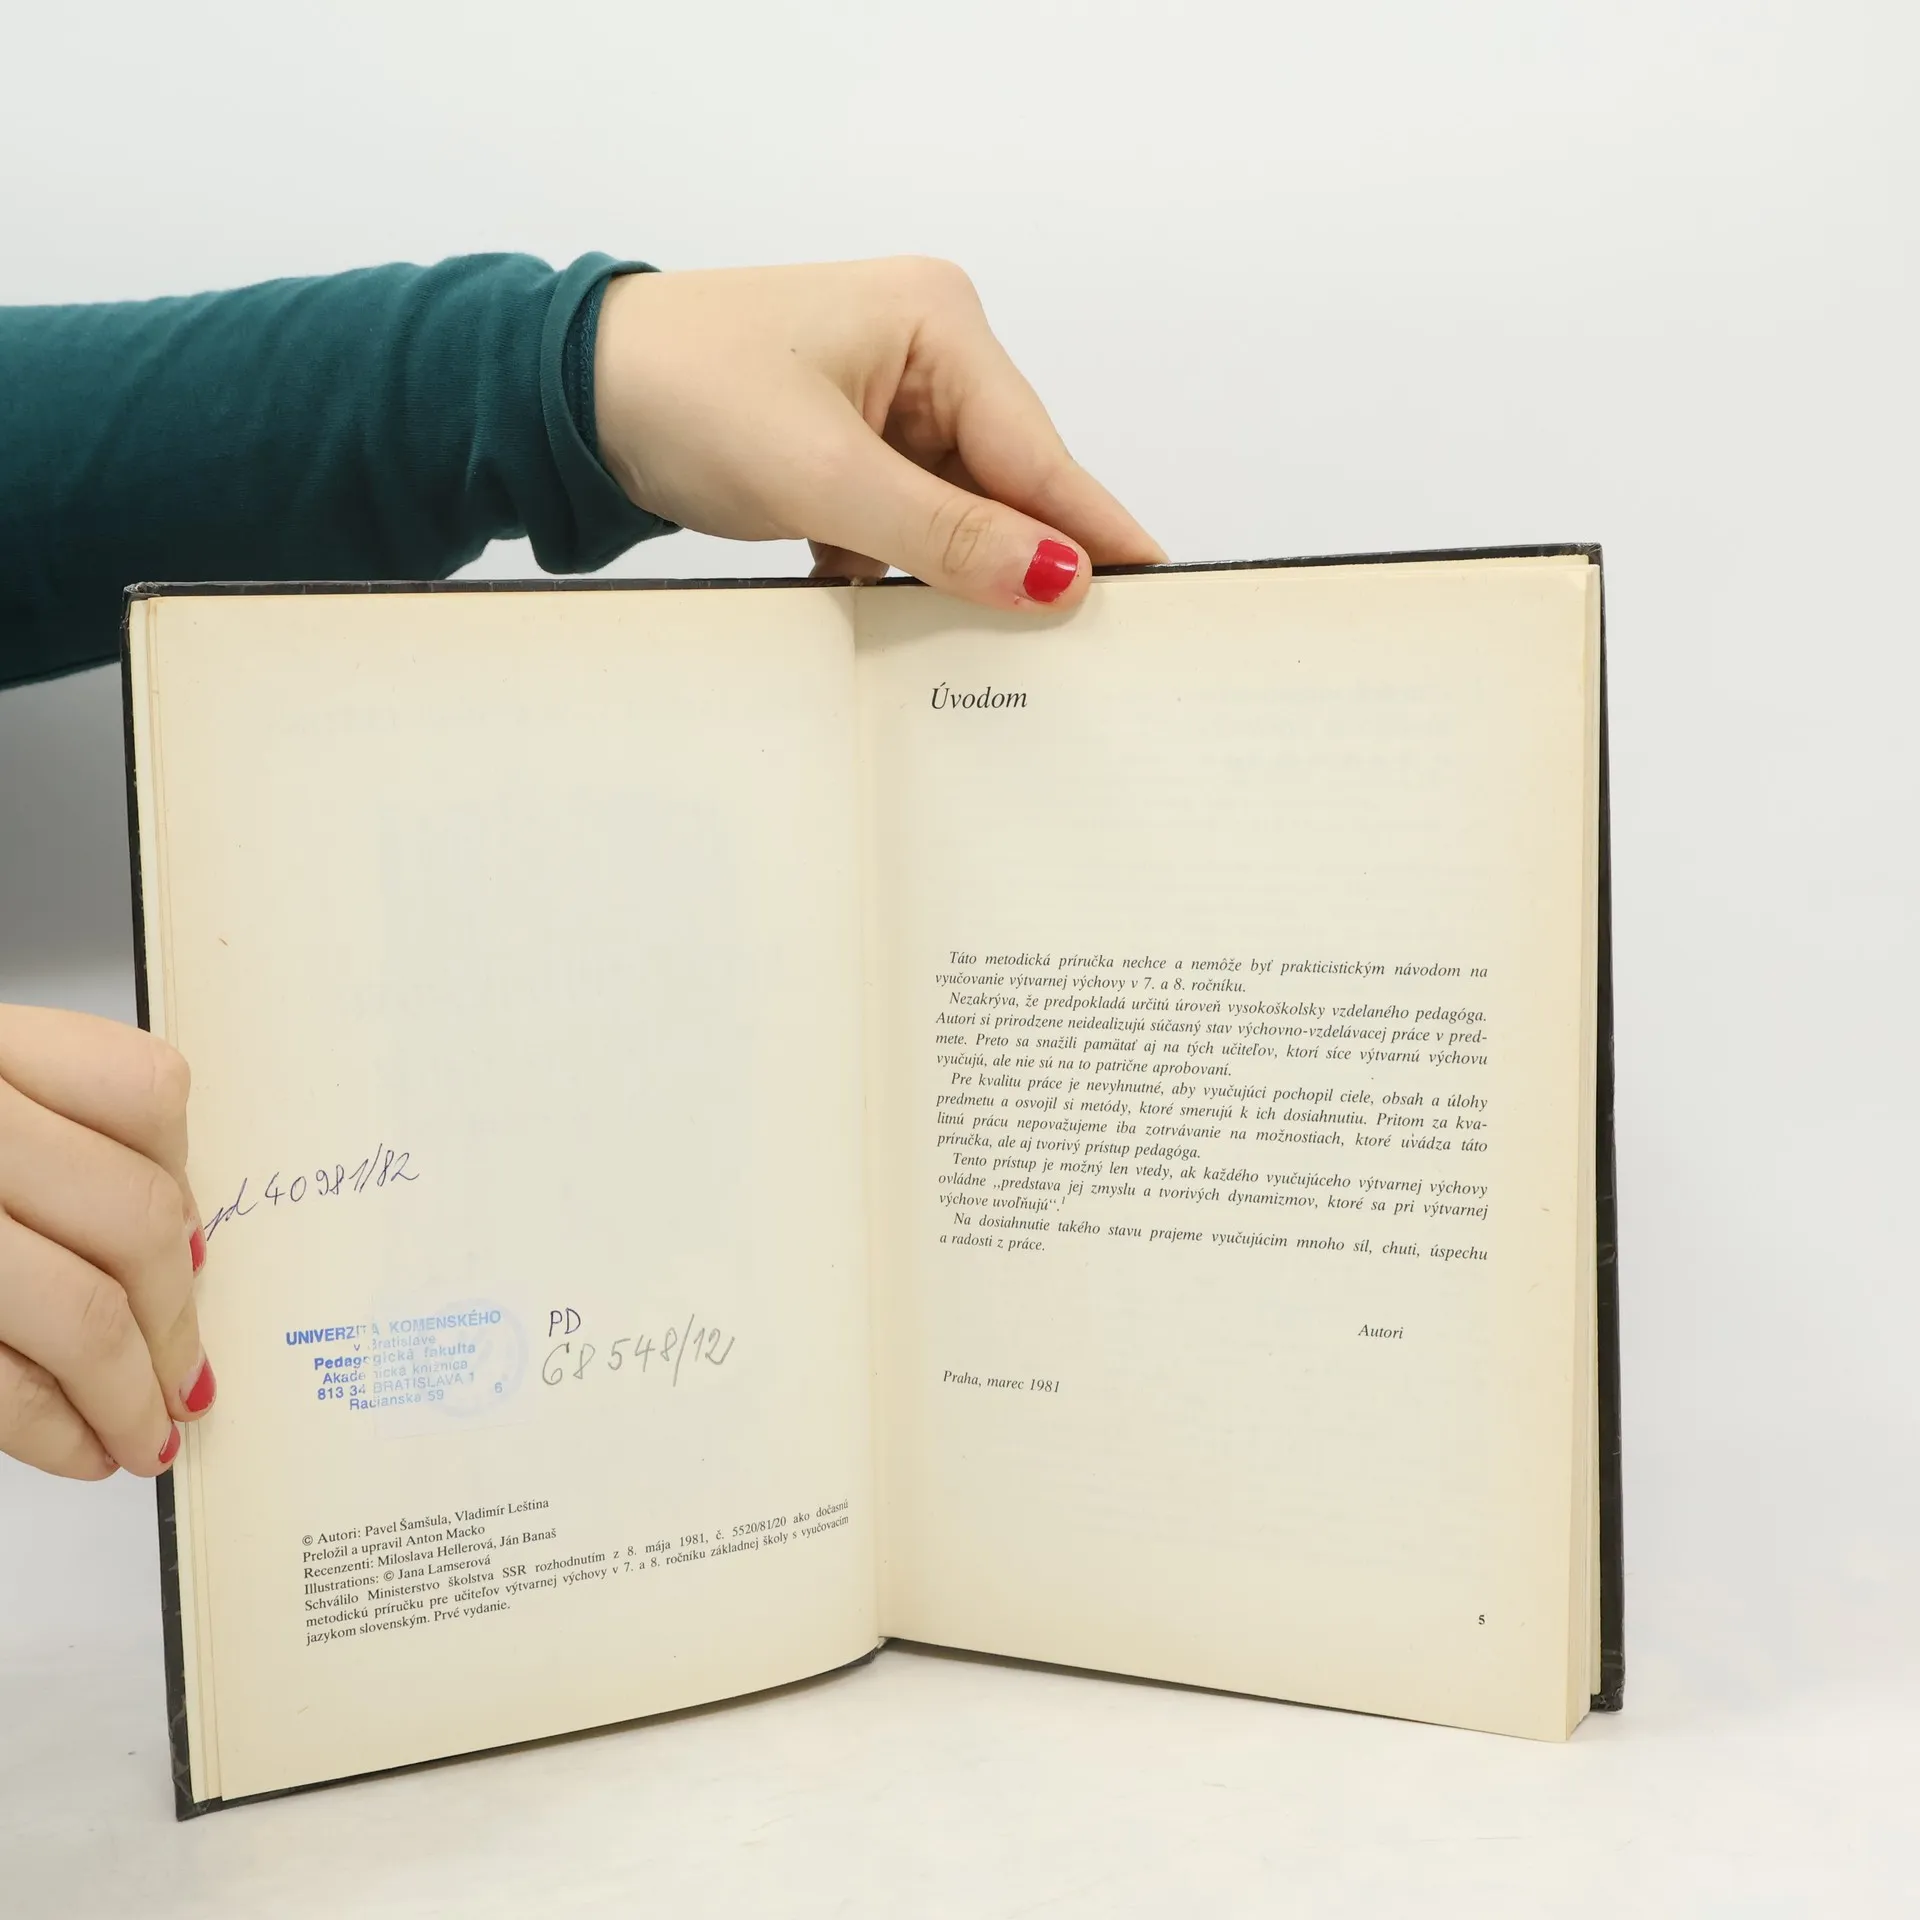 40981/82
UNIVERZITA KOMENSKÉHO
v Bratislave
Pedagogická fakulta
Akademická knižnica
813 34 BRATISLAVA 1
Račianska 59 6
PD
68 548/12
© Autori: Pavel Šamšula, Vladimír Leština
Preložil a upravil Anton Macko
Recenzenti: Miloslava Hellerová, Ján Banaš
Illustrations: © Jana Lamserová
Schválilo Ministerstvo školstva SSR rozhodnutím z 8. mája 1981, č. 5520/81/20 ako dočasnú
metodickú príručku pre učiteľov výtvarnej výchovy v 7. a 8. ročníku základnej školy s vyučovacím
jazykom slovenským. Prvé vydanie.
Úvodom
Táto metodická príručka nechce a nemôže byť prakticistickým návodom na
vyučovanie výtvarnej výchovy v 7. a 8. ročníku.
Nezakrýva, že predpokladá určitú úroveň vysokoškolsky vzdelaného pedagóga.
Autori si prirodzene neidealizujú súčasný stav výchovno-vzdelávacej práce v pred-
mete. Preto sa snažili pamätať aj na tých učiteľov, ktorí síce výtvarnú výchovu
vyučujú, ale nie sú na to patrične aprobovaní.
Pre kvalitu práce je nevyhnutné, aby vyučujúci pochopil ciele, obsah a úlohy
predmetu a osvojil si metódy, ktoré smerujú k ich dosiahnutiu. Pritom za kva-
litnú prácu nepovažujeme iba zotrvávanie na možnostiach, ktoré uvádza táto
príručka, ale aj tvorivý prístup pedagóga.
Tento prístup je možný len vtedy, ak každého vyučujúceho výtvarnej výchovy
ovládne „predstava jej zmyslu a tvorivých dynamizmov, ktoré sa pri výtvarnej
výchove uvoľňujú“.¹
Na dosiahnutie takého stavu prajeme vyučujúcim mnoho síl, chuti, úspechu
a radosti z práce.
Autori
Praha, marec 1981
5